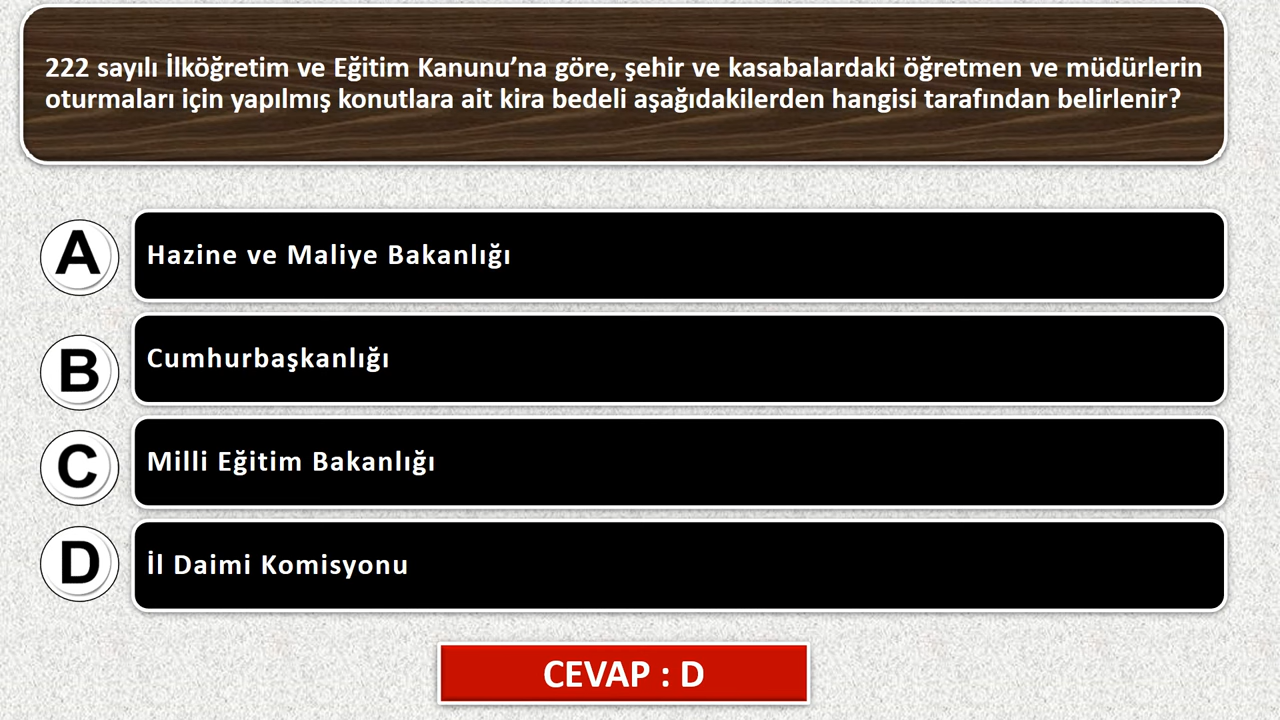 222 sayılı İlköğretim ve Eğitim Kanunu’na göre, şehir ve kasabalardaki öğretmen ve müdürlerin
oturmaları için yapılmış konutlara ait kira bedeli aşağıdakilerden hangisi tarafından belirlenir?
A
Hazine ve Maliye Bakanlığı
B
Cumhurbaşkanlığı
C
Milli Eğitim Bakanlığı
D
İl Daimi Komisyonu
CEVAP : D